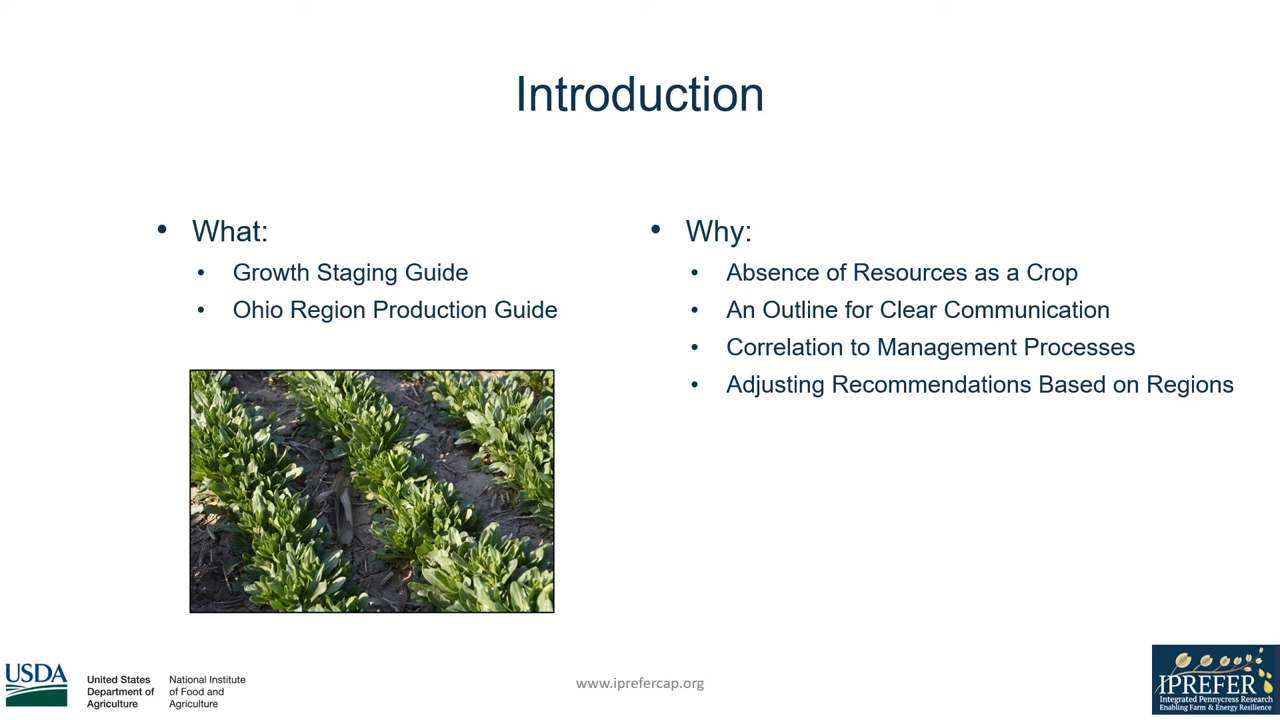 Introduction
What:
Growth Staging Guide
Ohio Region Production Guide
Why:
Absence of Resources as a Crop
An Outline for Clear Communication
Correlation to Management Processes
Adjusting Recommendations Based on Regions
USDA
United States
Department of
Agriculture
National Institute
of Food and
Agriculture
www.iprefercap.org
IPREFER
Integrated Pennycress Research
Enabling Farm & Energy Resilience